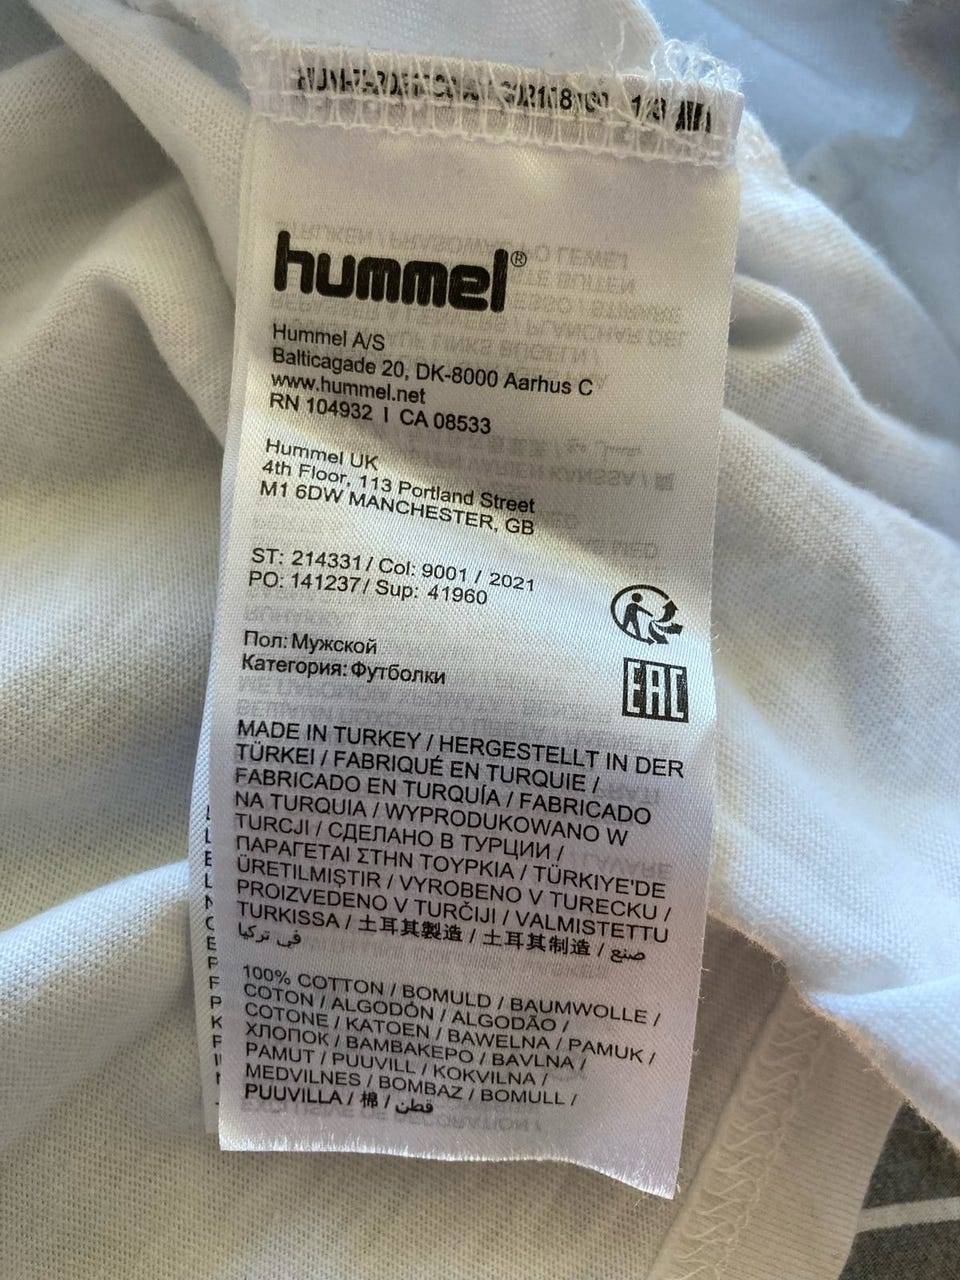 hummel®
Hummel A/S
Balticagade 20, DK-8000 Aarhus C
www.hummel.net
RN 104932 I CA 08533
Hummel UK
4th Floor, 113 Portland Street
M1 6DW MANCHESTER, GB
ST: 214331 / Col: 9001 / 2021
PO: 141237 / Sup: 41960
Пол: Мужской
Категория: Футболки
EAC
MADE IN TURKEY / HERGESTELLT IN DER
TÜRKEI / FABRIQUÉ EN TURQUIE /
FABRICADO EN TURQUÍA / FABRICADO
NA TURQUIA / WYPRODUKOWANO W
TURCJI / СДЕЛАНО В ТУРЦИИ /
ΠΑΡΑΓΕΤΑΙ ΣΤΗΝ ΤΟΥΡΚΙΑ / TÜRKIYE'DE
ÜRETILMIŞTIR / VYROBENO V TURECKU /
PROIZVEDENO V TURČIJI / VALMISTETTU
TURKISSA / 土耳其製造 / 土耳其制造 / صنع
في تركيا
100% COTTON / BOMULD / BAUMWOLLE /
COTON / ALGODÓN / ALGODÃO /
COTONE / KATOEN / BAWEŁNA / PAMUK /
ХЛОПОК / ΒΑΜΒΑΚΕΡΟ / BAVLNA /
PAMUT / PUUVILL / KOKVILNA /
MEDVILNES / BOMBAZ / BOMULL /
PUUVILLA / 棉 / قطن